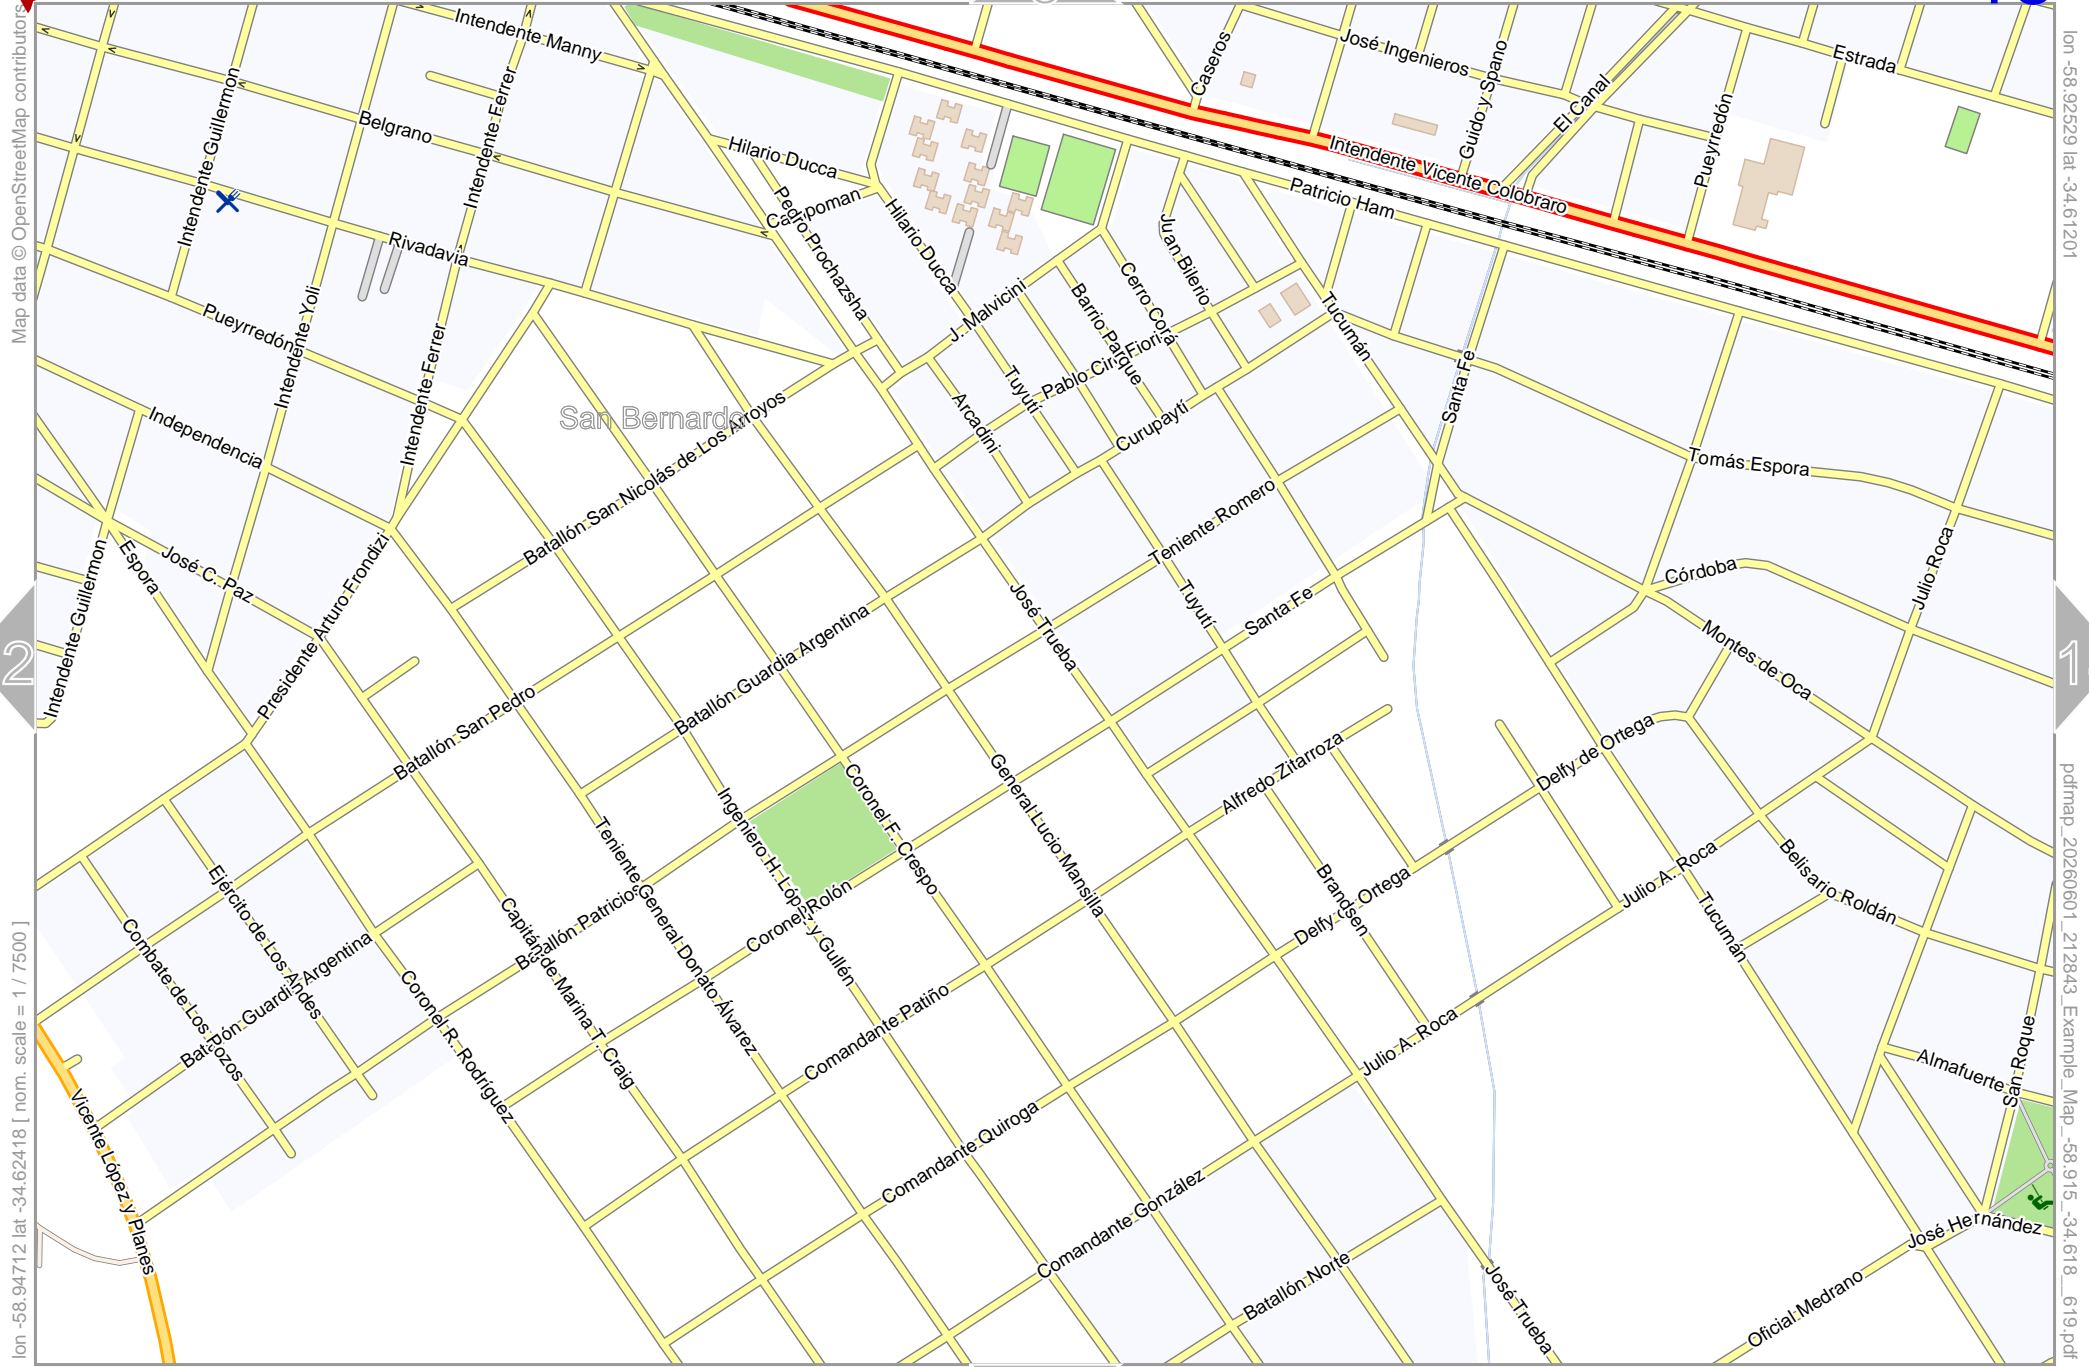 Map data © OpenStreetMap contributors
lon -58.94712 lat -34.62418 [ nom. scale = 1 / 7500 ]
lon -58.92529 lat -34.61201
pdfmap_20260601_212843_Example_Map_-58.915_-34.618__619.pdf
2
1
Intendente Manny
Intendente Guillermon
Belgrano
Intendente Ferrer
Hilario Ducca
Pedro Prochazsha
Hilario Ducca
Caseros
José Ingenieros
Guido y Spano
El Canal
Estrada
Pueyrredón
Intendente Vicente Colobraro
Patricio Ham
Rivadavia
Juan Bilerio
Cerro Corá
Barrio Parque
J. Malvicini
Pueyrredón
Intendente Yoli
Intendente Ferrer
Tucumán
Santa Fe
Tuyutí
Arcadini
Curupaytí
San Bernardo
Batallón San Nicolás de Los Arroyos
Independencia
Tomás Espora
Teniente Romero
Córdoba
Julio Roca
Espora
José C. Paz
Intendente Guillermon
Presidente Arturo Frondizi
José Trueba
Tuyutí
Santa Fe
Batallón Guardia Argentina
Montes de Oca
Batallón San Pedro
Delfy de Ortega
Alfredo Zitarroza
General Lucio Mansilla
Coronel F. Crespo
Ingeniero H. López y Gullén
Teniente General Donato Álvarez
Batallón Patricios
Coronel Rolón
Brandsen
Delfy de Ortega
Julio A. Roca
Belisario Roldán
Tucumán
Ejército de Los Andes
Combate de Los Pozos
Batallón Guardia Argentina
Capitán de Marina T. Craig
Coronel R. Rodríguez
Comandante Patiño
Julio A. Roca
Almafuerte
San Roque
Vicente López y Planes
Comandante Quiroga
Comandante González
Batallón Norte
José Trueba
José Hernández
Oficial Medrano